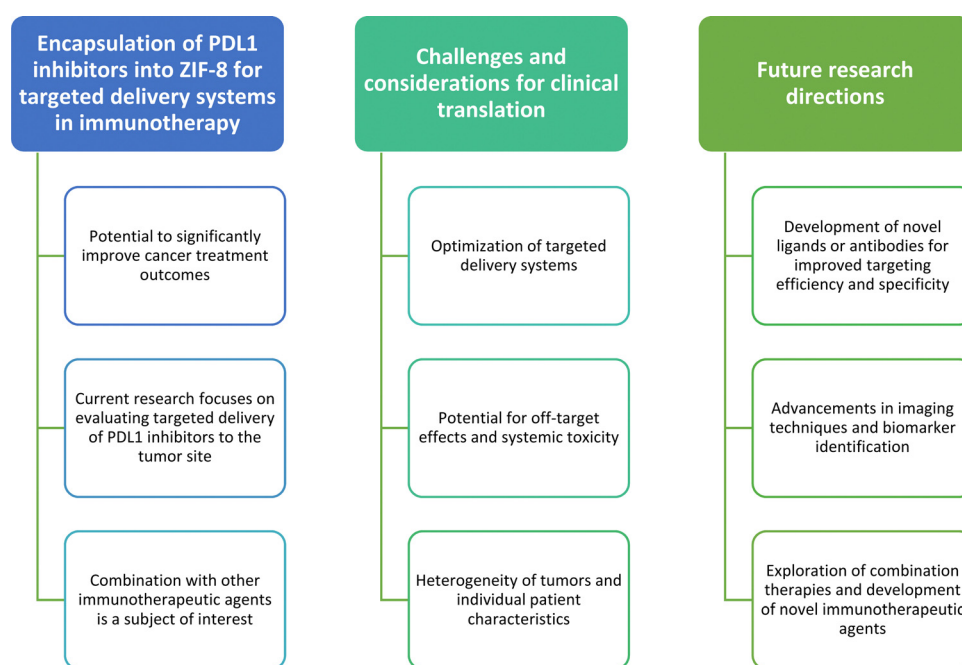 Encapsulation of PDL1
inhibitors into ZIF-8 for
targeted delivery systems
in immunotherapy
Potential to significantly
improve cancer treatment
outcomes
Current research focuses on
evaluating targeted delivery
of PDL1 inhibitors to the
tumor site
Combination with other
immunotherapeutic agents
is a subject of interest
Challenges and
considerations for clinical
translation
Optimization of targeted
delivery systems
Potential for off-target
effects and systemic toxicity
Heterogeneity of tumors and
individual patient
characteristics
Future research
directions
Development of novel
ligands or antibodies for
improved targeting
efficiency and specificity
Advancements in imaging
techniques and biomarker
identification
Exploration of combination
therapies and development
of novel immunotherapeutic
agents